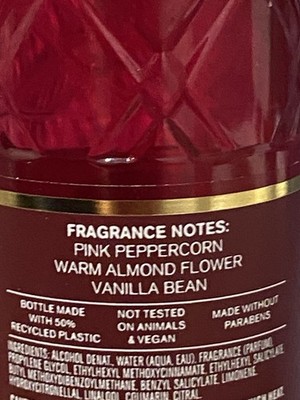 FRAGRANCE NOTES:
PINK PEPPERCORN
WARM ALMOND FLOWER
VANILLA BEAN
BOTTLE MADE
WITH 50%
RECYCLED PLASTIC
NOT TESTED
ON ANIMALS
& VEGAN
MADE WITHOUT
PARABENS
INGREDIENTS: ALCOHOL DENAT., WATER (AQUA, EAU), FRAGRANCE (PARFUM),
PROPYLENE GLYCOL, ETHYLHEXYL METHOXYCINNAMATE, ETHYLHEXYL SALICYLATE,
BUTYL METHOXYDIBENZOYLMETHANE, BENZYL SALICYLATE, LIMONENE,
HYDROXYCITRONELLAL, LINALOOL, COUMARIN, CITRAL,
HEAT,